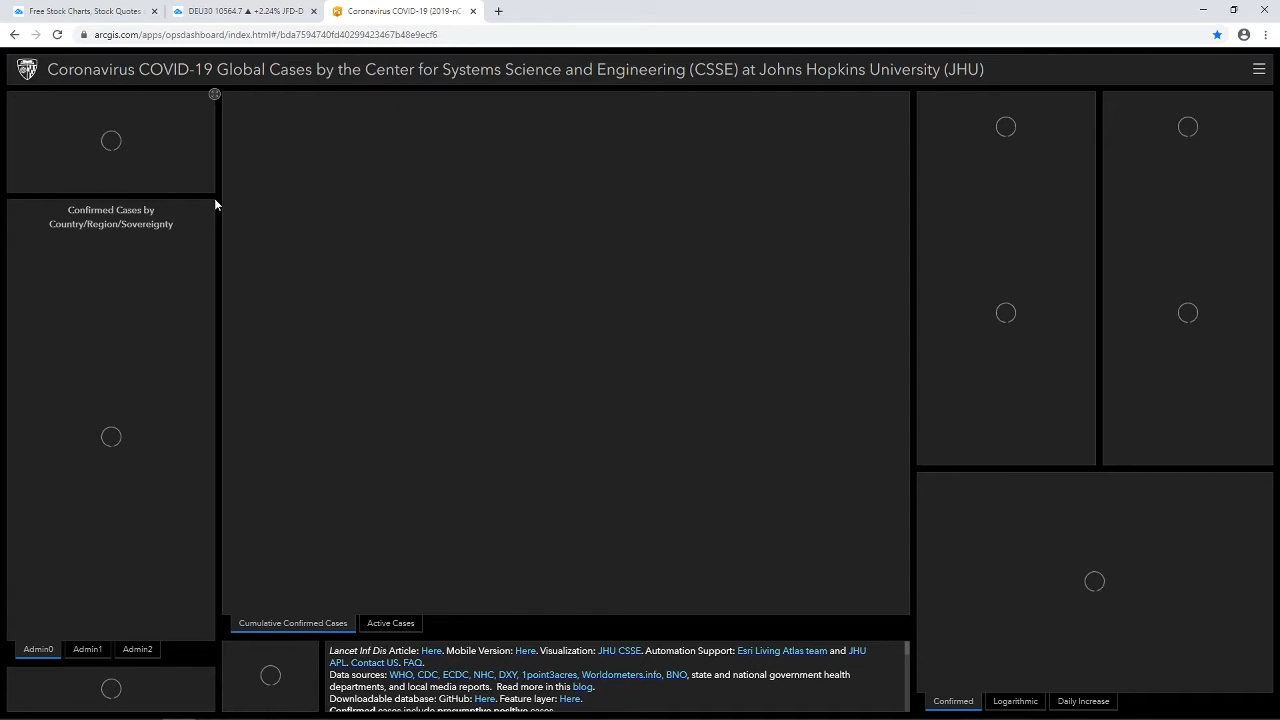 Free Stock Charts, Stock Quotes
DEU30 10564.7 ▲ +2.24% JFD-D
Coronavirus COVID-19 (2019-nC
arcgis.com/apps/opsdashboard/index.html#/bda7594740fd40299423467b48e9ecf6
Coronavirus COVID-19 Global Cases by the Center for Systems Science and Engineering (CSSE) at Johns Hopkins University (JHU)
Confirmed Cases by
Country/Region/Sovereignty
Admin0 Admin1 Admin2
Cumulative Confirmed Cases Active Cases
Lancet Inf Dis Article: Here. Mobile Version: Here. Visualization: JHU CSSE. Automation Support: Esri Living Atlas team and JHU
APL. Contact US. FAQ.
Data sources: WHO, CDC, ECDC, NHC, DXY, 1point3acres, Worldometers.info, BNO, state and national government health
departments, and local media reports. Read more in this blog.
Downloadable database: GitHub: Here. Feature layer: Here.
Confirmed cases include presumptive positive cases
Confirmed Logarithmic Daily Increase